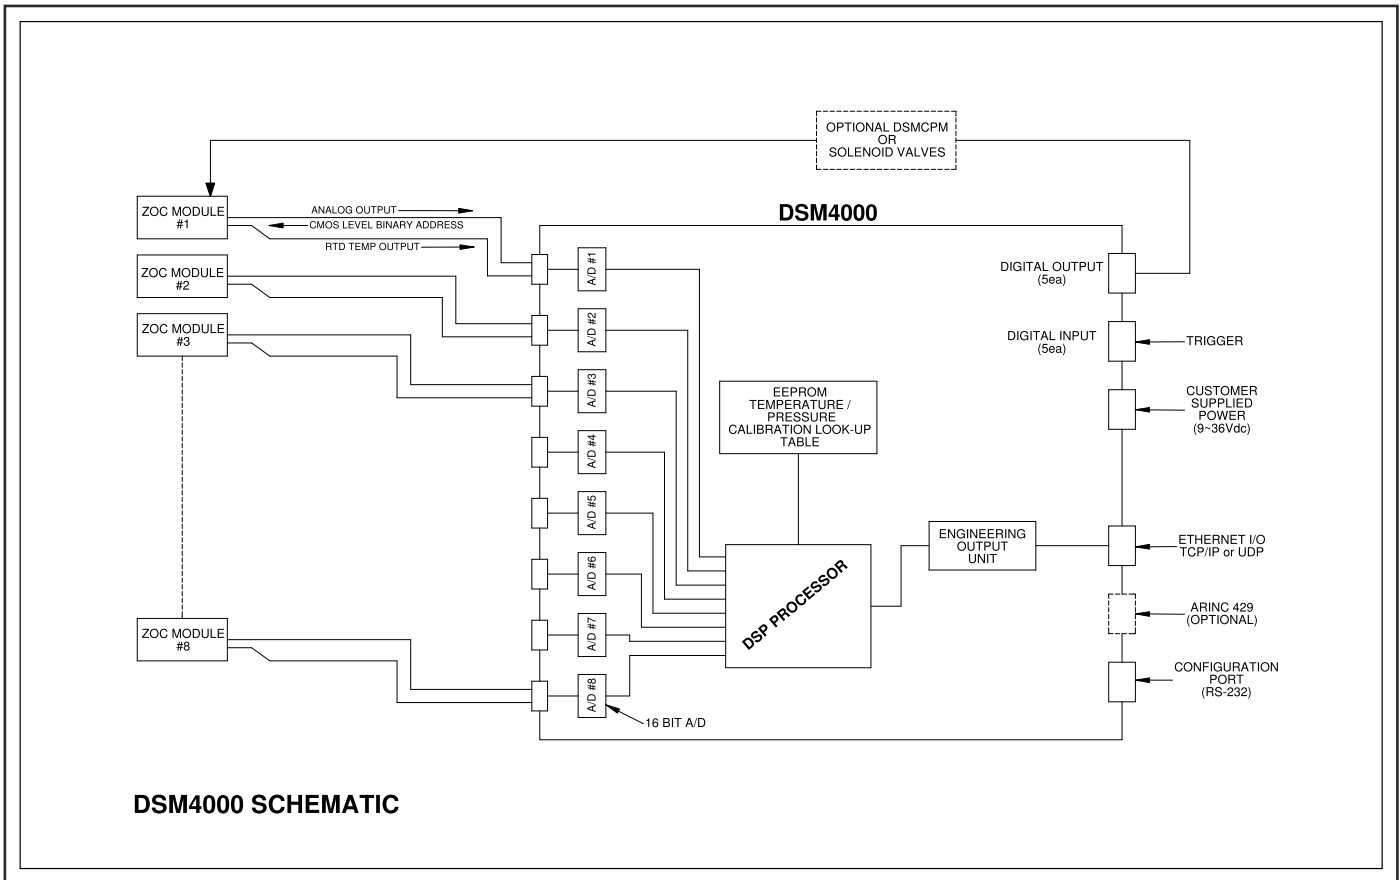 OPTIONAL DSMCPM
OR
SOLENOID VALVES
ZOC MODULE
#1
ANALOG OUTPUT
CMOS LEVEL BINARY ADDRESS
RTD TEMP OUTPUT
DSM4000
ZOC MODULE
#2
ZOC MODULE
#3
ZOC MODULE
#8
A/D #1
A/D #2
A/D #3
A/D #4
A/D #5
A/D #6
A/D #7
A/D #8
16 BIT A/D
EEPROM
TEMPERATURE /
PRESSURE
CALIBRATION LOOK-UP
TABLE
DSP PROCESSOR
ENGINEERING
OUTPUT
UNIT
DIGITAL OUTPUT
(5ea)
DIGITAL INPUT
(5ea)
TRIGGER
CUSTOMER
SUPPLIED
POWER
(9~36Vdc)
ETHERNET I/O
TCP/IP or UDP
ARINC 429
(OPTIONAL)
CONFIGURATION
PORT
(RS-232)
DSM4000 SCHEMATIC